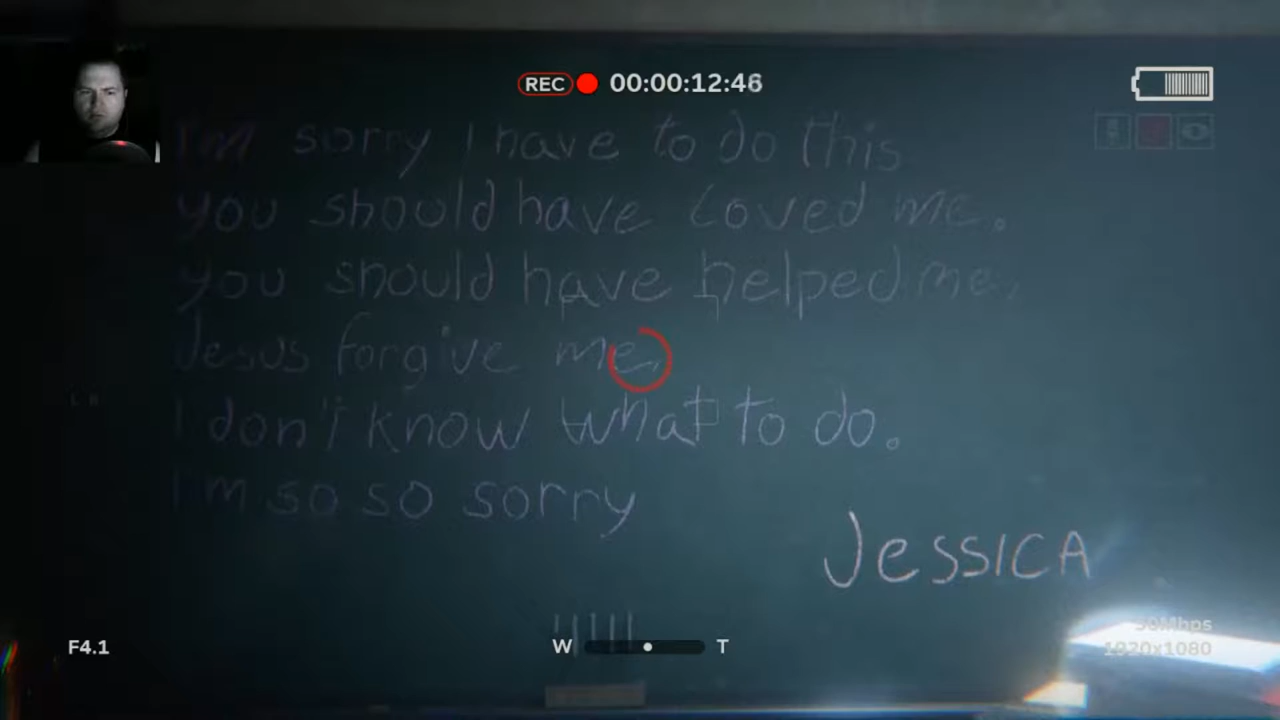 REC 00:00:12:46
I'm sorry I have to do this
you should have loved me.
you should have helped me,
Jesus forgive me,
I don't know what to do.
I'm so so sorry
JeSSICA
F4.1
W T
50Mbps
1920x1080